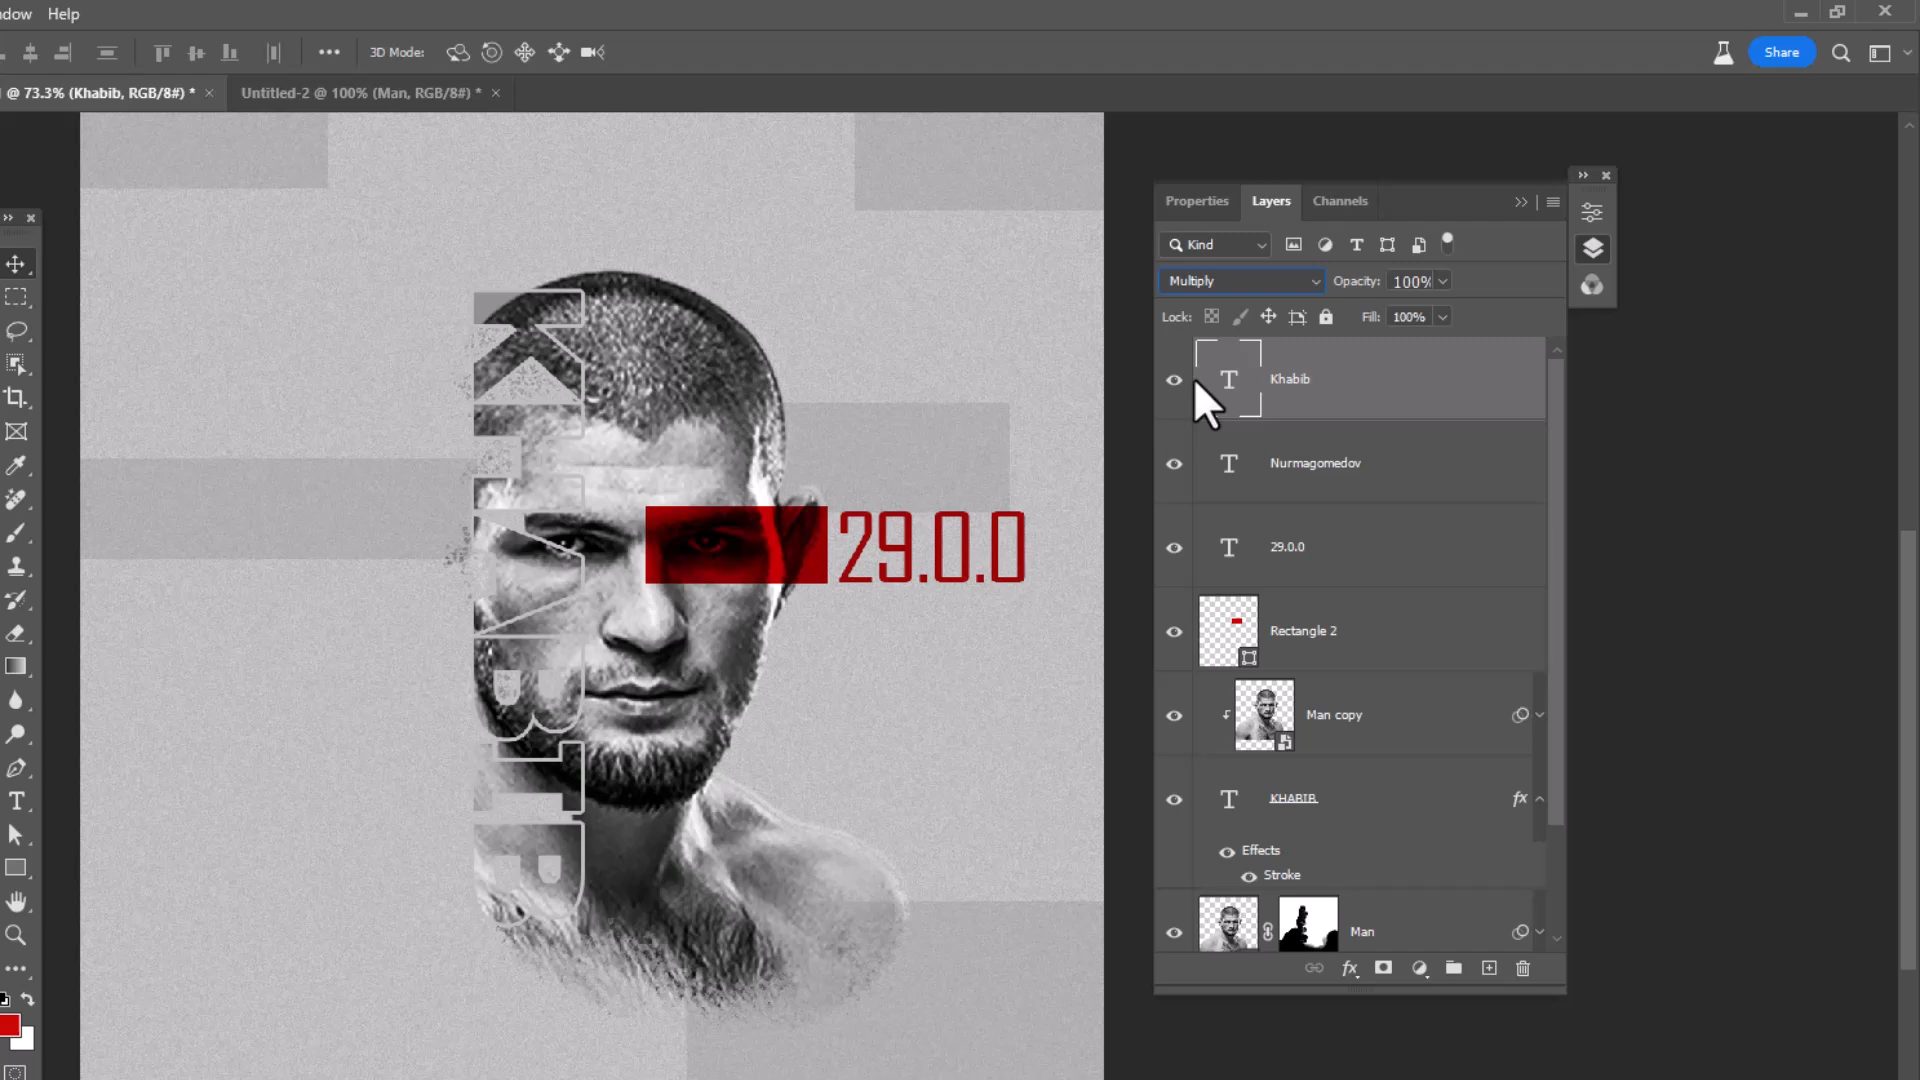 Help
3D Mode:
Share
@ 73.3% (Khabib, RGB/8#) *
Untitled-2 @ 100% (Man, RGB/8#) *
Properties
Layers
Channels
Kind
Multiply
Opacity: 100%
Lock:
Fill: 100%
Khabib
Nurmagomedov
29.0.0
Rectangle 2
Man copy
KHABIB
fx
Effects
Stroke
Man
fx
KHABIB
29.0.0